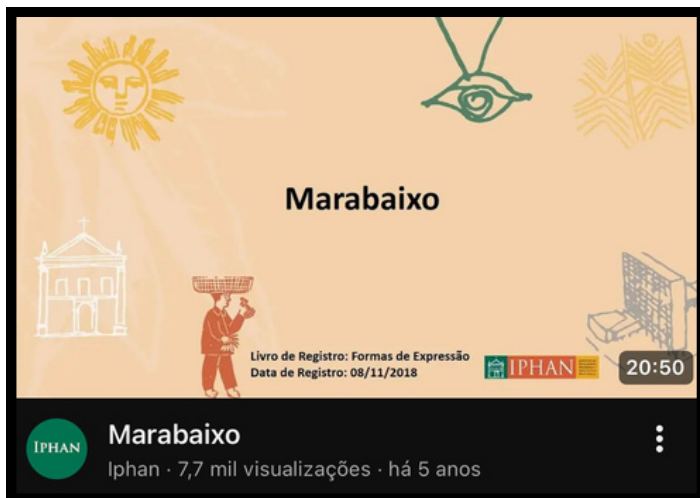 Marabaixo
Livro de Registro: Formas de Expressão
Data de Registro: 08/11/2018
IPHAN
20:50
IPHAN
Marabaixo
Iphan · 7,7 mil visualizações · há 5 anos